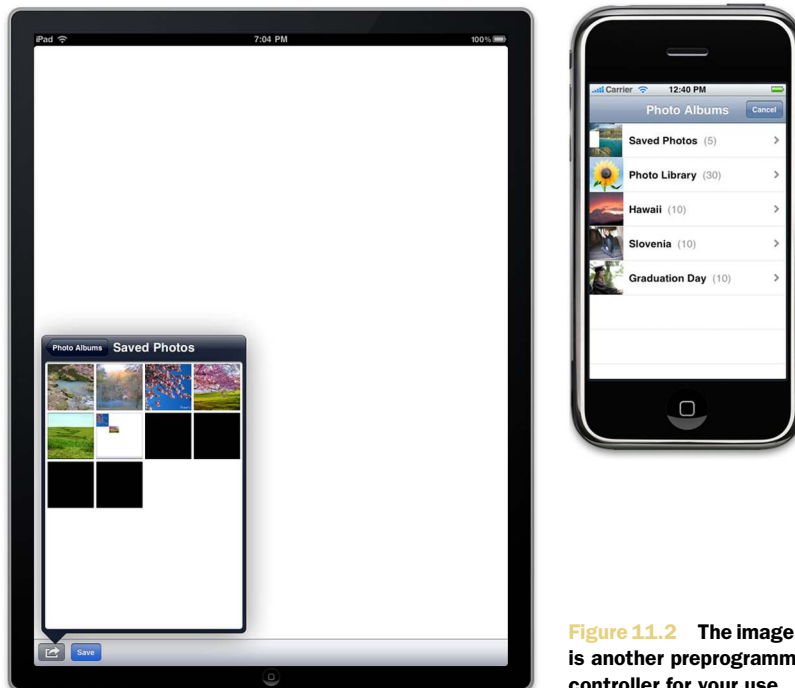 iPad
7:04 PM
100%
Photo Albums
Saved Photos
Save
Carrier
12:40 PM
Photo Albums
Cancel
Saved Photos (5)
Photo Library (30)
Hawaii (10)
Slovenia (10)
Graduation Day (10)
Figure 11.2 The image
is another preprogramm
controller for your use